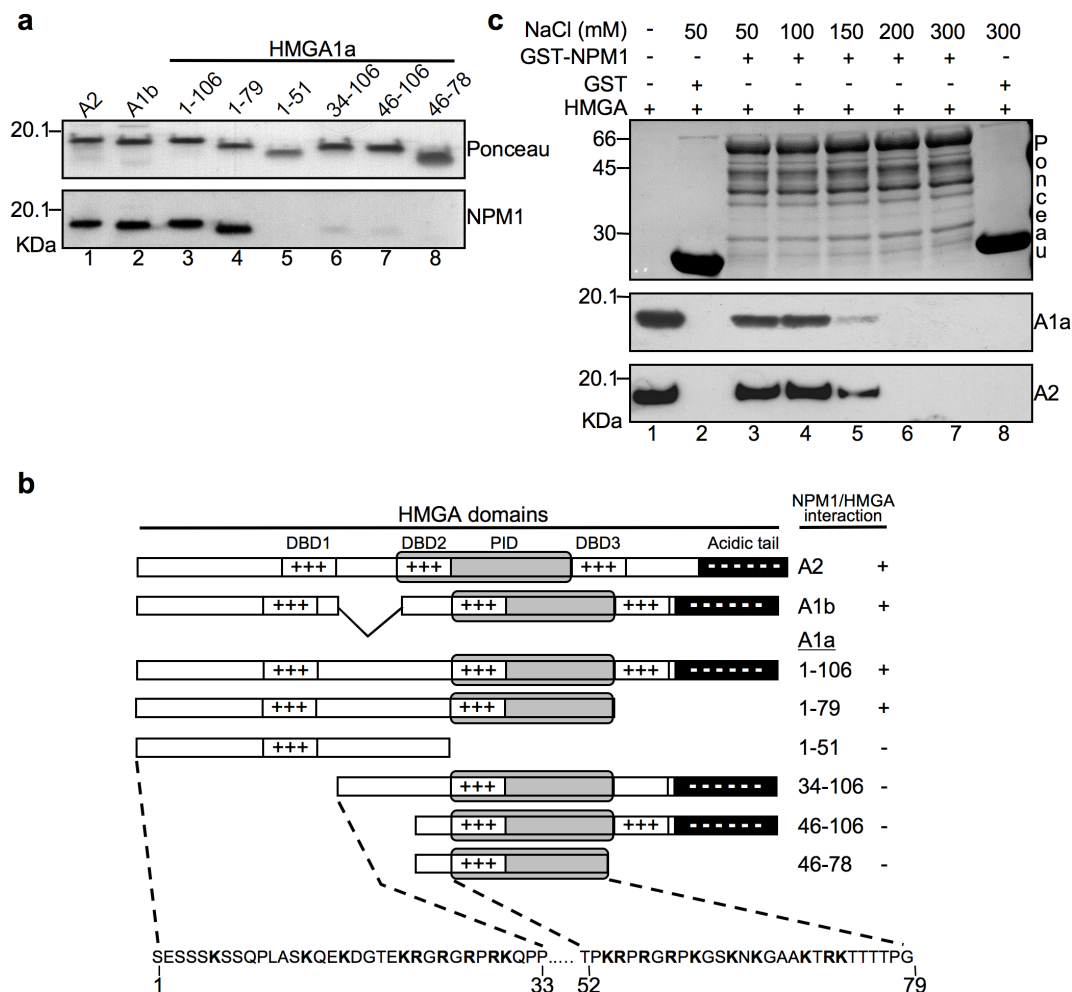 a
HMGA1a
A2 A1b 1-106 1-79 1-51 34-106 46-106 46-78
20.1
Ponceau
20.1
NPM1
KDa
1 2 3 4 5 6 7 8
c
NaCl (mM) - 50 50 100 150 200 300 300
GST-NPM1 - - + + + + + -
GST - + - - - - - +
HMGA + + + + + + + +
66
45
30
Ponceau
20.1
A1a
20.1
A2
KDa
1 2 3 4 5 6 7 8
b
HMGA domains
NPM1/HMGA
interaction
DBD1 DBD2 PID DBD3 Acidic tail
+++ +++ +++ ------ A2 +
+++ +++ +++ ------ A1b +
A1a
+++ +++ +++ ------ 1-106 +
+++ +++ 1-79 +
+++ 1-51 -
+++ ------ 34-106 -
+++ +++ ------ 46-106 -
+++ 46-78 -
SESSSKSSQPLASKQEKDGTEKRGRGRPRKQPP.....TPKRPRGRPKGSKNKGAAKTRKTTTTPG
1 33 52 79